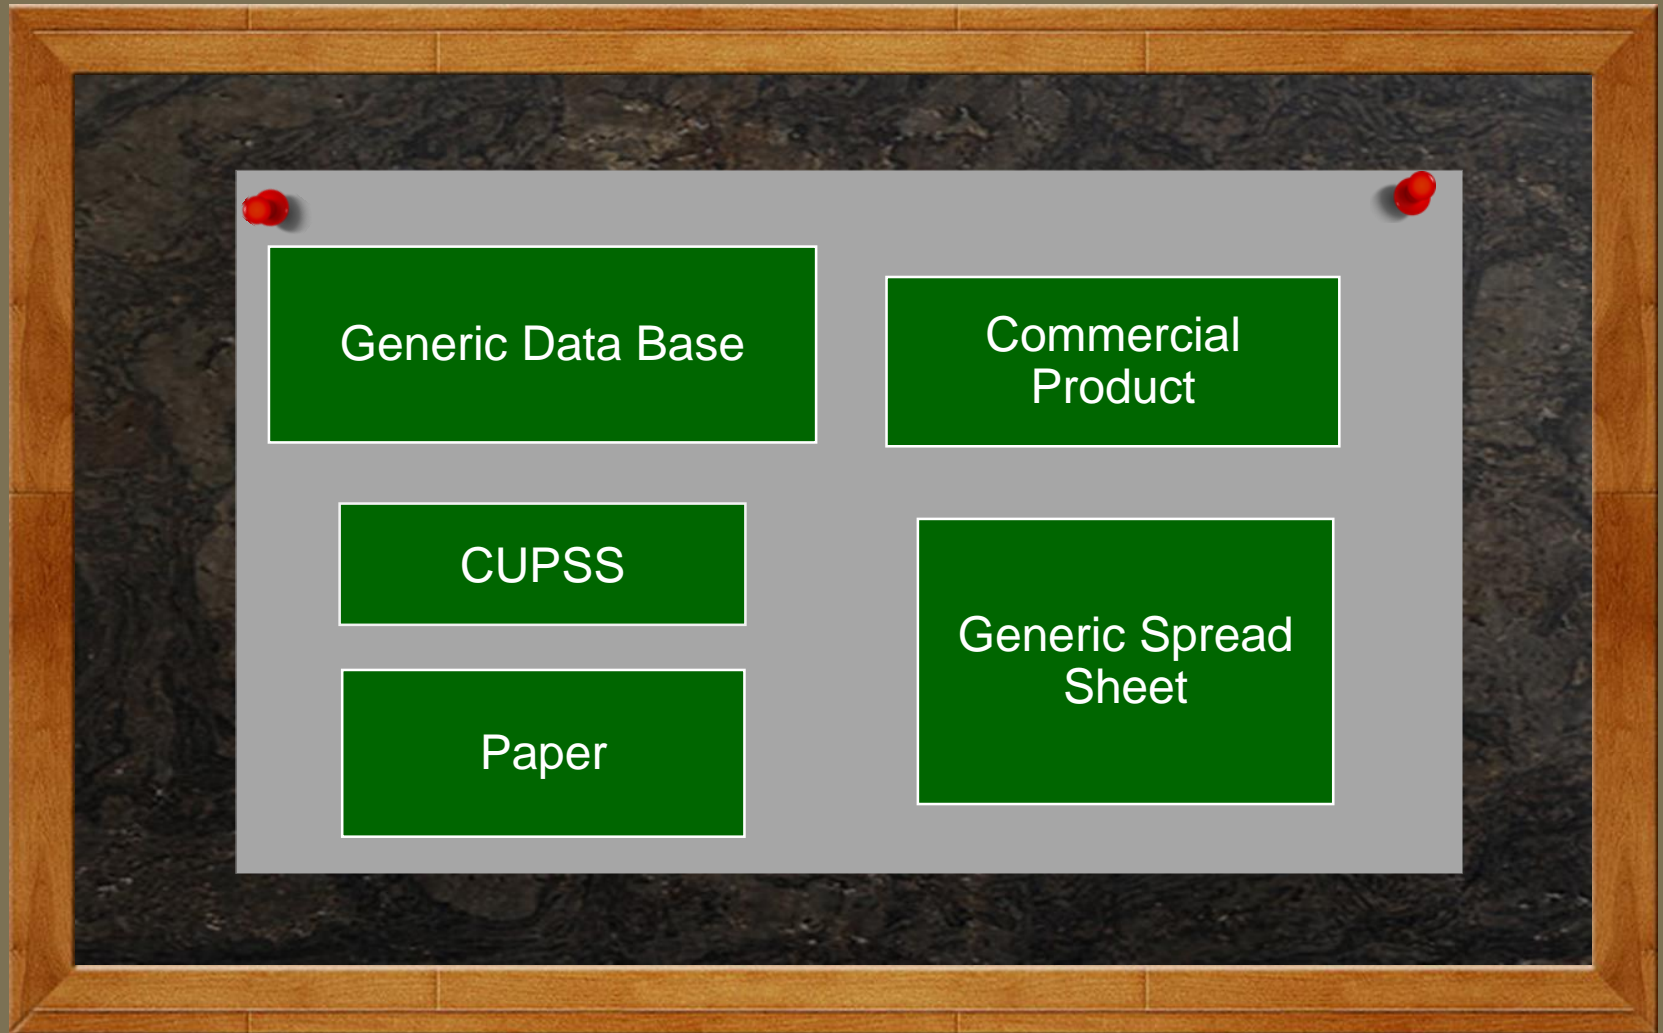 Generic Data Base
Commercial
Product
CUPSS
Generic Spread
Sheet
Paper